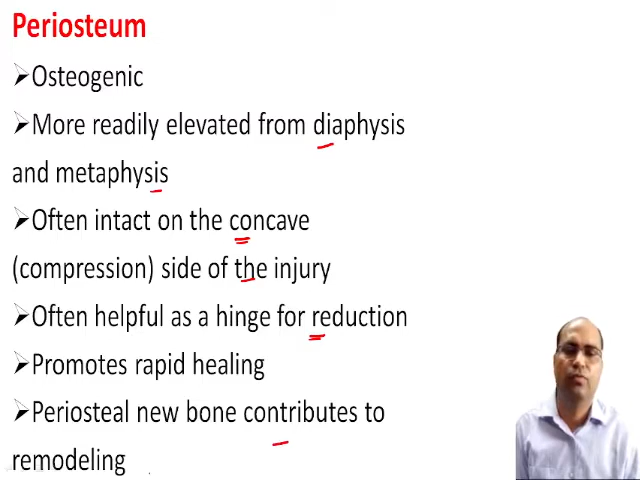 Periosteum
➢Osteogenic
➢More readily elevated from diaphysis
and metaphysis
➢Often intact on the concave
(compression) side of the injury
➢Often helpful as a hinge for reduction
➢Promotes rapid healing
➢Periosteal new bone contributes to
remodeling